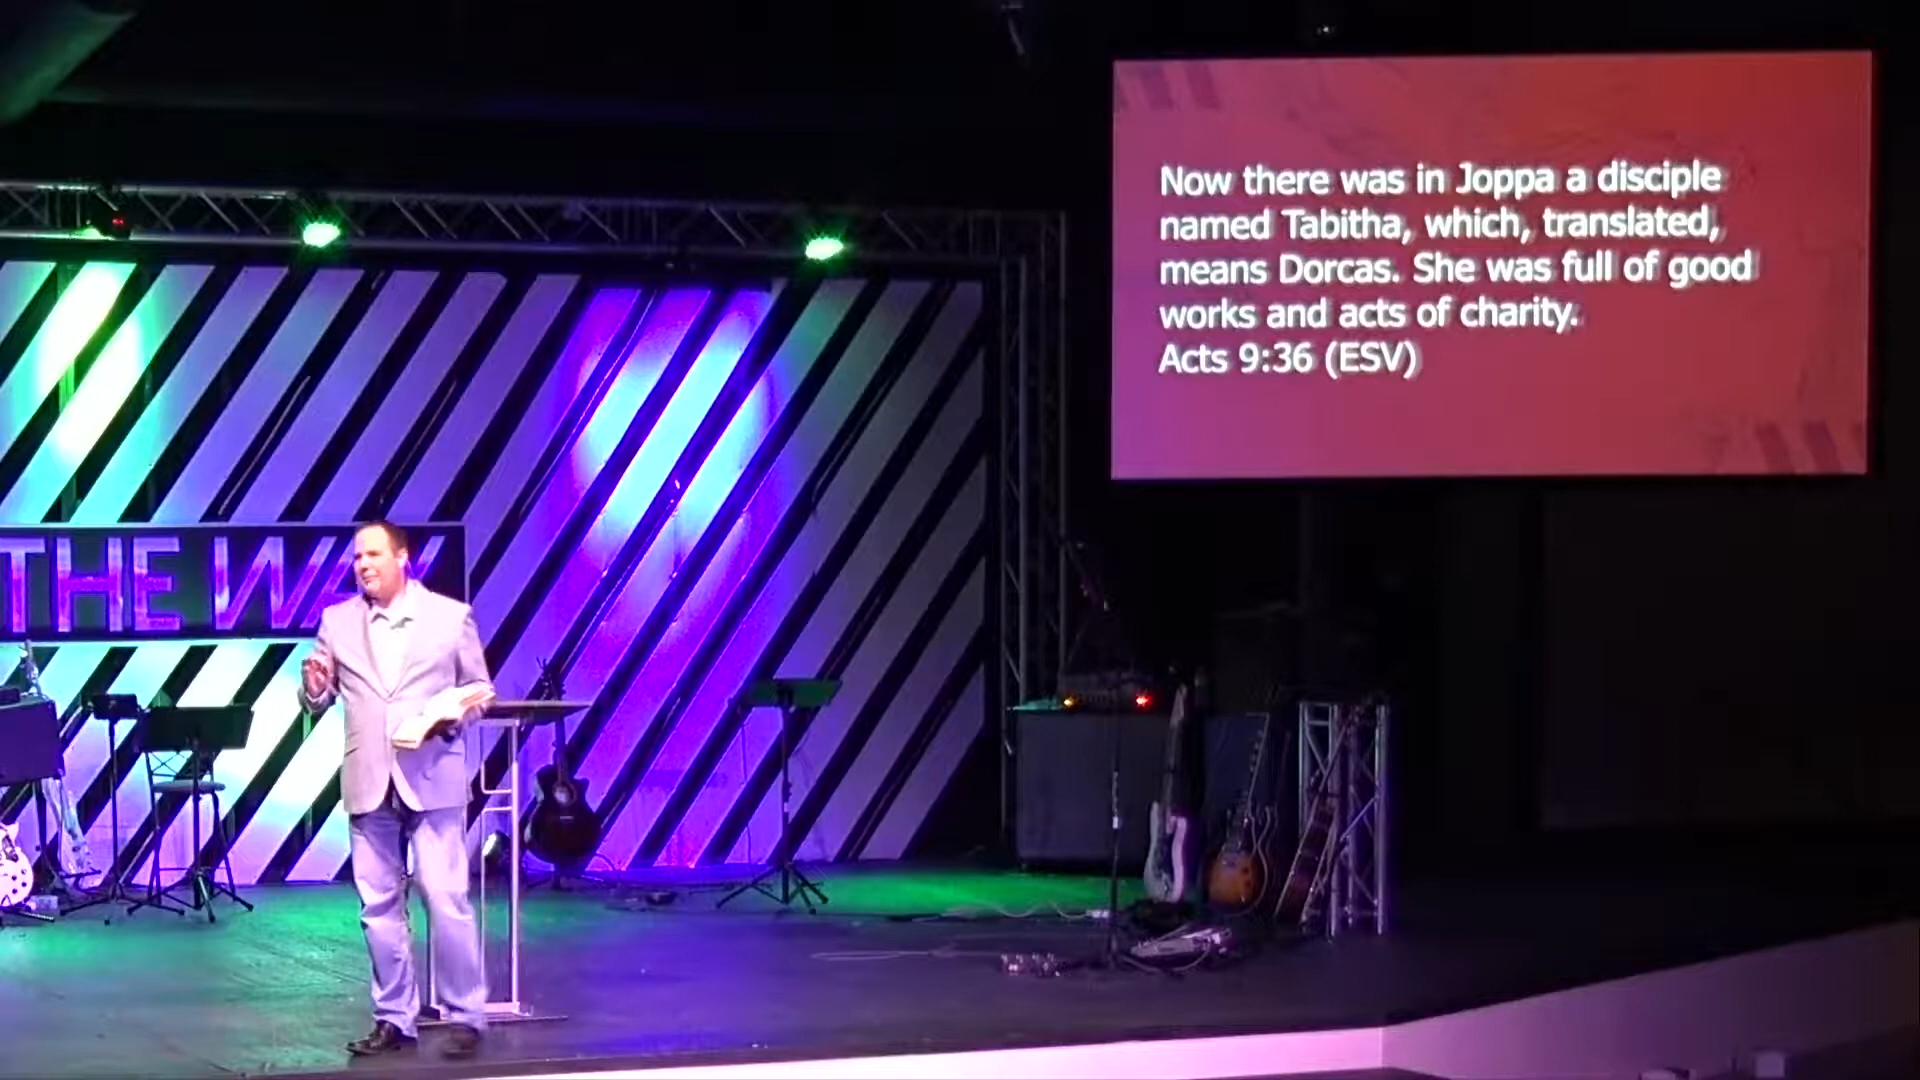 Now there was in Joppa a disciple
named Tabitha, which, translated,
means Dorcas. She was full of good
works and acts of charity.
Acts 9:36 (ESV)
THE WAY